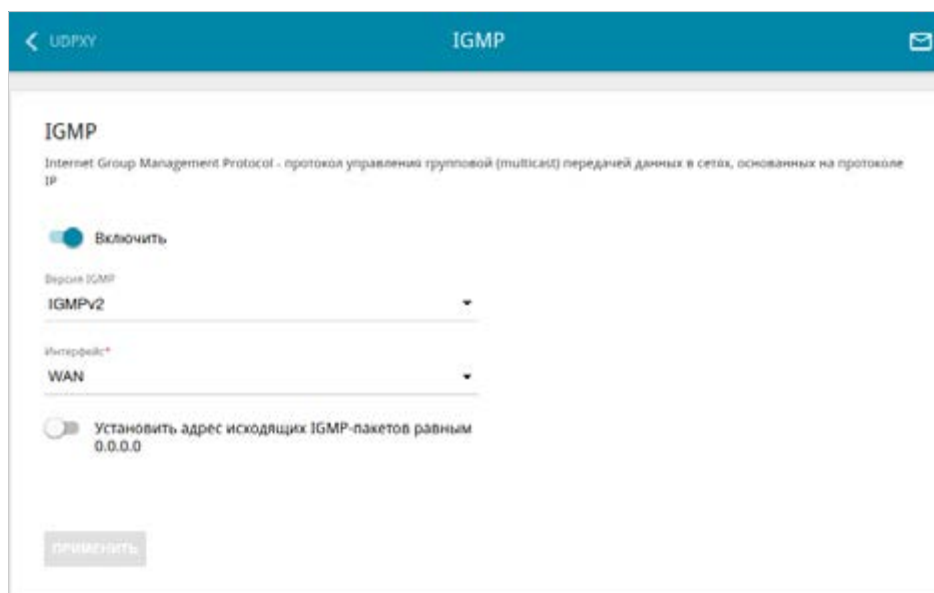 UDPXY
IGMP
IGMP
Internet Group Management Protocol - протокол управления групповой (multicast) передачей данных в сетях, основанных на протоколе
IP
Включить
Версия IGMP
IGMPv2
Интерфейс*
WAN
Установить адрес исходящих IGMP-пакетов равным
0.0.0.0
ПРИМЕНИТЬ